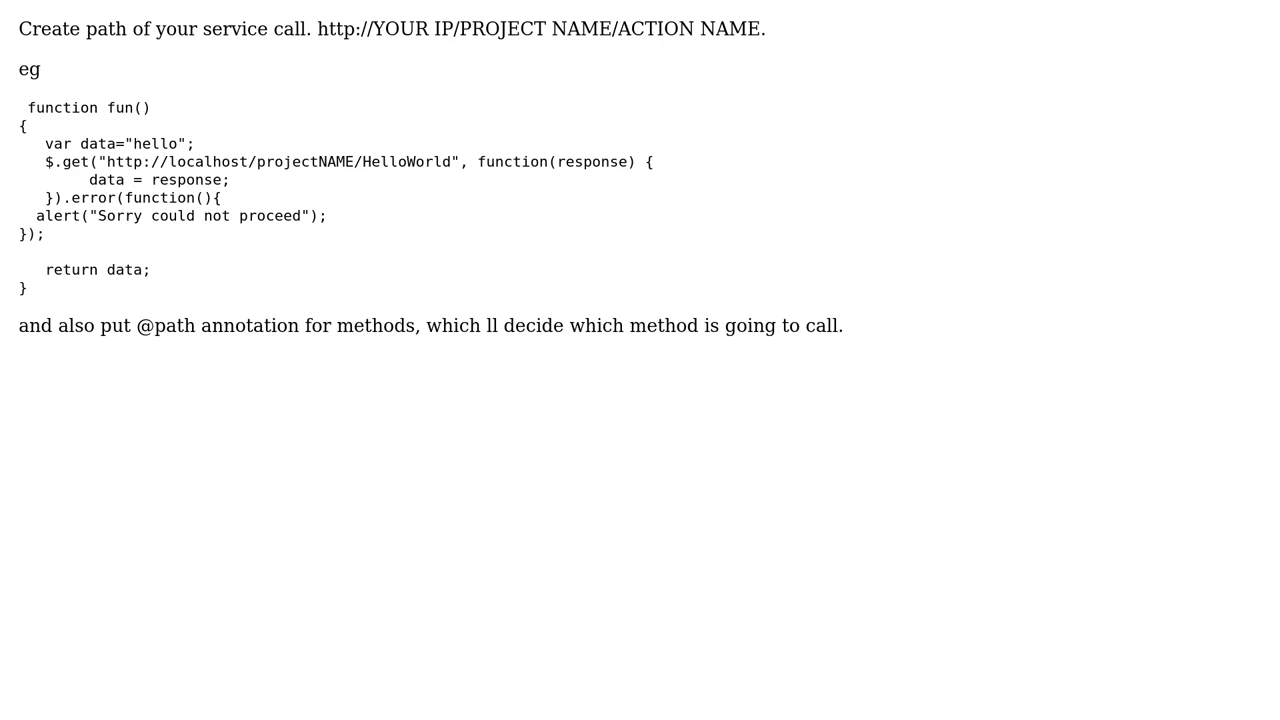 Create path of your service call. http://YOUR IP/PROJECT NAME/ACTION NAME.
eg
 function fun()
{
   var data="hello";
   $.get("http://localhost/projectNAME/HelloWorld", function(response) {
        data = response;
   }).error(function(){
  alert("Sorry could not proceed");
});

   return data;
}
and also put @path annotation for methods, which ll decide which method is going to call.